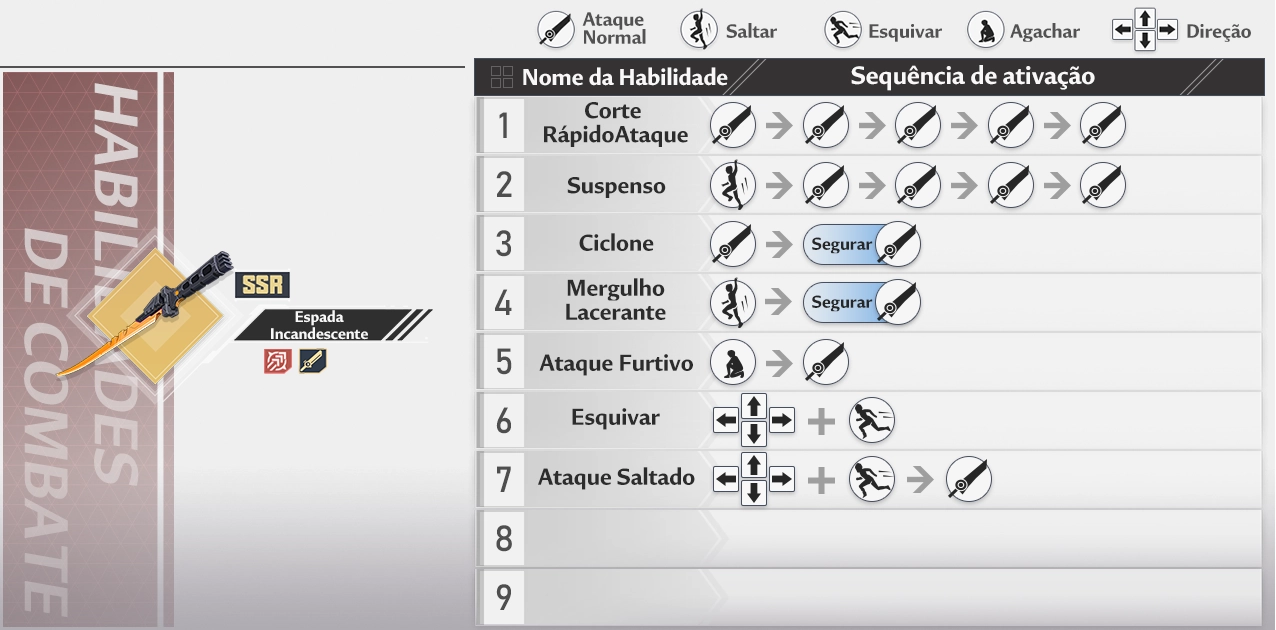 Ataque
Normal
Saltar
Esquivar
Agachar
Direção
Nome da Habilidade
Sequência de ativação
HABILIDADES
DE COMBATE
SSR
Espada
Incandescente
1
Corte
RápidoAtaque
2
Suspenso
3
Ciclone
Segurar
4
Mergulho
Lacerante
Segurar
5
Ataque Furtivo
6
Esquivar
7
Ataque Saltado
8
9